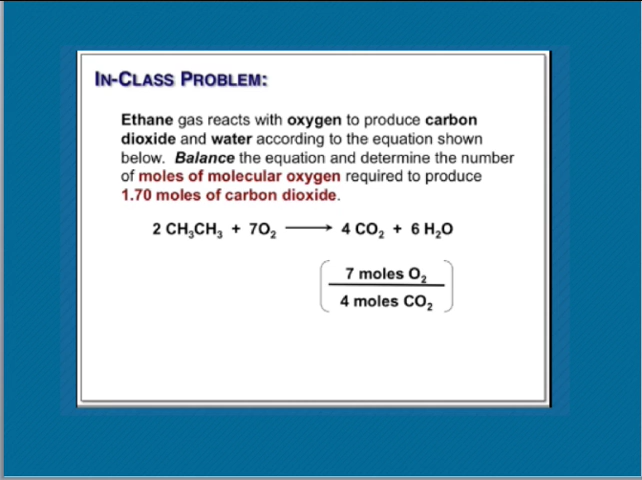 IN-CLASS PROBLEM:
Ethane gas reacts with oxygen to produce carbon
dioxide and water according to the equation shown
below. Balance the equation and determine the number
of moles of molecular oxygen required to produce
1.70 moles of carbon dioxide.
2 CH₃CH₃ + 7O₂ ⟶ 4 CO₂ + 6 H₂O
7 moles O₂
4 moles CO₂